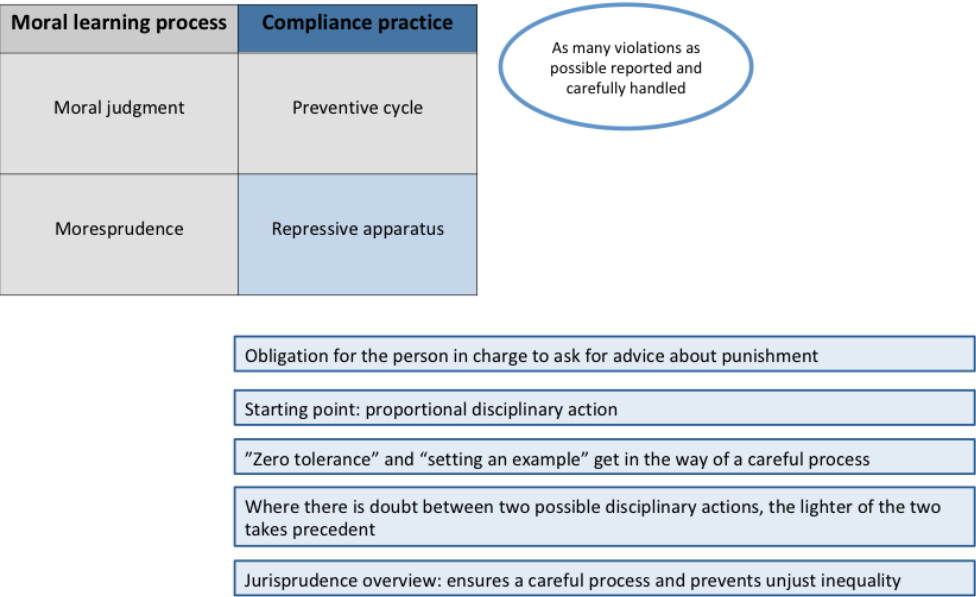 Moral learning process
Compliance practice
As many violations as
possible reported and
carefully handled
Moral judgment
Preventive cycle
Moresprudence
Repressive apparatus
Obligation for the person in charge to ask for advice about punishment
Starting point: proportional disciplinary action
”Zero tolerance” and “setting an example” get in the way of a careful process
Where there is doubt between two possible disciplinary actions, the lighter of the two
takes precedent
Jurisprudence overview: ensures a careful process and prevents unjust inequality